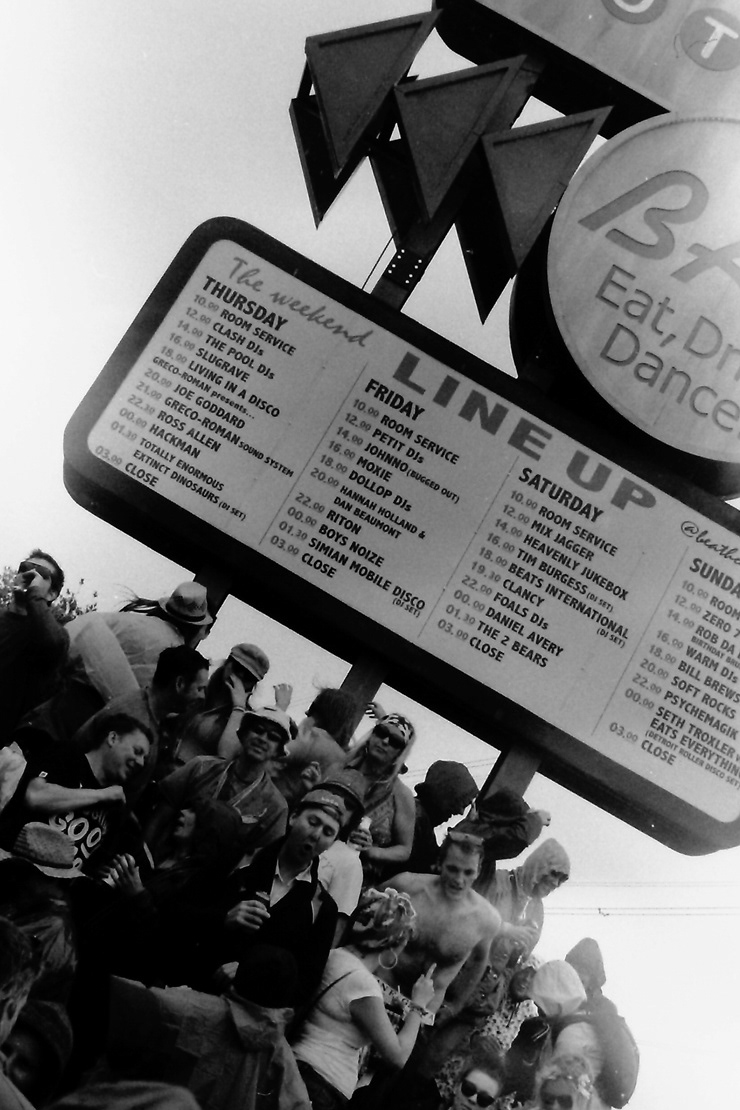 T
BA
Eat, Dr
Dance
The weekend
LINE UP
THURSDAY
10.00 ROOM SERVICE
12.00 CLASH DJs
14.00 THE POOL DJs
16.00 SLUGRAVE
18.00 LIVING IN A DISCO
GRECO-ROMAN presents...
20.00 JOE GODDARD
21.00 GRECO-ROMAN SOUND SYSTEM
22.30 ROSS ALLEN
00.00 HACKMAN
01.30 TOTALLY ENORMOUS
EXTINCT DINOSAURS (DJ SET)
03.00 CLOSE
FRIDAY
10.00 ROOM SERVICE
12.00 PETIT DJs
14.00 JOHNNO (BUGGED OUT)
16.00 MOXIE
18.00 DOLLOP DJs
20.00 HANNAH HOLLAND &
DAN BEAUMONT
22.00 RITON
00.00 BOYS NOIZE
01.30 SIMIAN MOBILE DISCO
(DJ SET)
03.00 CLOSE
SATURDAY
10.00 ROOM SERVICE
12.00 MIX JAGGER
14.00 HEAVENLY JUKEBOX
16.00 TIM BURGESS (DJ SET)
18.00 BEATS INTERNATIONAL
(DJ SET)
19.30 CLANCY
22.00 FOALS DJs
00.00 DANIEL AVERY
01.30 THE 2 BEARS
03.00 CLOSE
@beathe
SUNDA
10.00 ROOM
12.00 ZERO 7
14.00 ROB DA
BIRTHDAY BRU
16.00 WARM DJs
18.00 BILL BREWS
20.00 SOFT ROCKS
22.00 PSYCHEMAGIK
00.00 SETH TROXLER
EATS EVERYTHING
(DETROIT ROLLER DISCO SET)
03.00 CLOSE
GOO